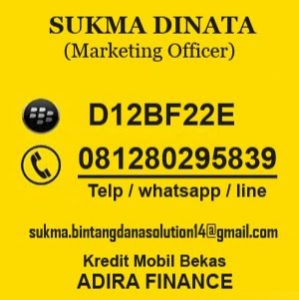 SUKMA DINATA
(Marketing Officer)
D12BF22E
081280295839
Telp / whatsapp / line
sukma.bintangdanasolution14@gmail.com
Kredit Mobil Bekas
ADIRA FINANCE